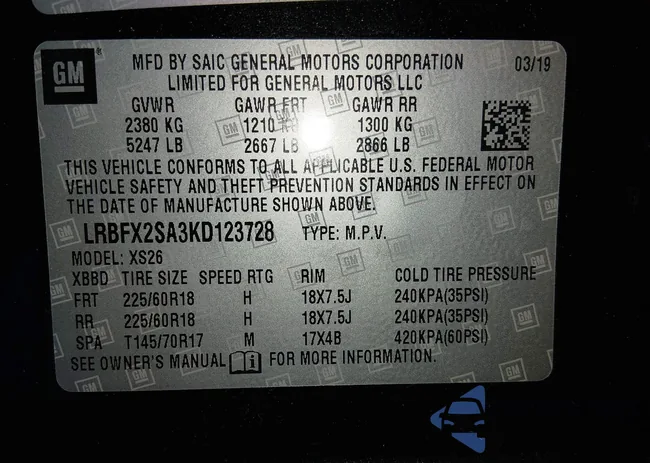 GM ® MFD BY SAIC GENERAL MOTORS CORPORATION 03/19
LIMITED FOR GENERAL MOTORS LLC
GVWR GAWR FRT GAWR RR
2380 KG 1210 KG 1300 KG
5247 LB 2667 LB 2866 LB
THIS VEHICLE CONFORMS TO ALL APPLICABLE U.S. FEDERAL MOTOR
VEHICLE SAFETY AND THEFT PREVENTION STANDARDS IN EFFECT ON
THE DATE OF MANUFACTURE SHOWN ABOVE.
LRBFX2SA3KD123728 TYPE: M.P.V.
MODEL: XS26
XBBD TIRE SIZE SPEED RTG RIM COLD TIRE PRESSURE
FRT 225/60R18 H 18X7.5J 240KPA(35PSI)
RR 225/60R18 H 18X7.5J 240KPA(35PSI)
SPA T145/70R17 M 17X4B 420KPA(60PSI)
SEE OWNER'S MANUAL i FOR MORE INFORMATION.